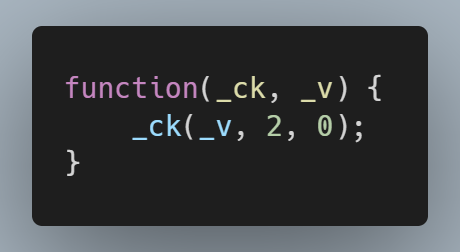 function(_ck, _v) {
    _ck(_v, 2, 0);
}